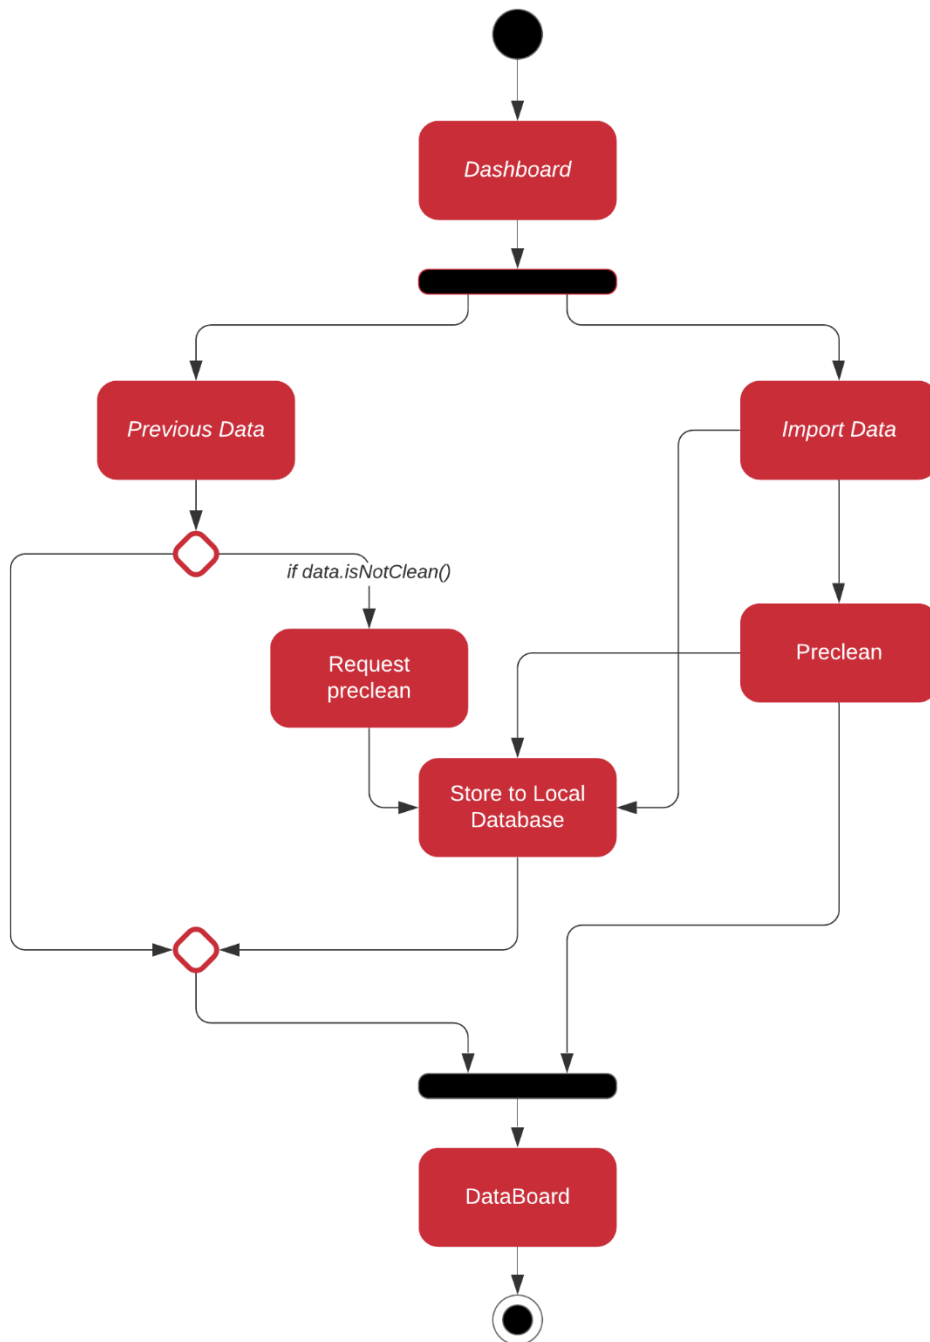 Dashboard
Previous Data
Import Data
if data.isNotClean()
Request
preclean
Preclean
Store to Local
Database
DataBoard